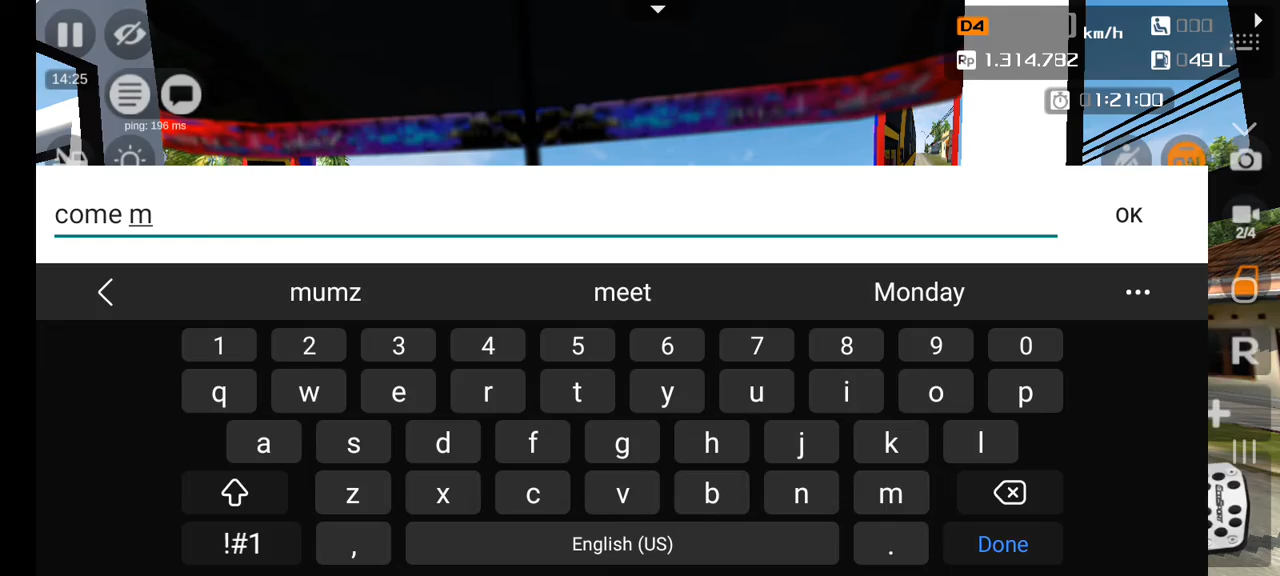 D4
km/h
000
14:25
Rp 1.314.782
049 L
01:21:00
ping: 196 ms
come m
OK
2/4
mumz meet Monday
1 2 3 4 5 6 7 8 9 0
q w e r t y u i o p
R
a s d f g h j k l
z x c v b n m
!#1 , English (US) . Done